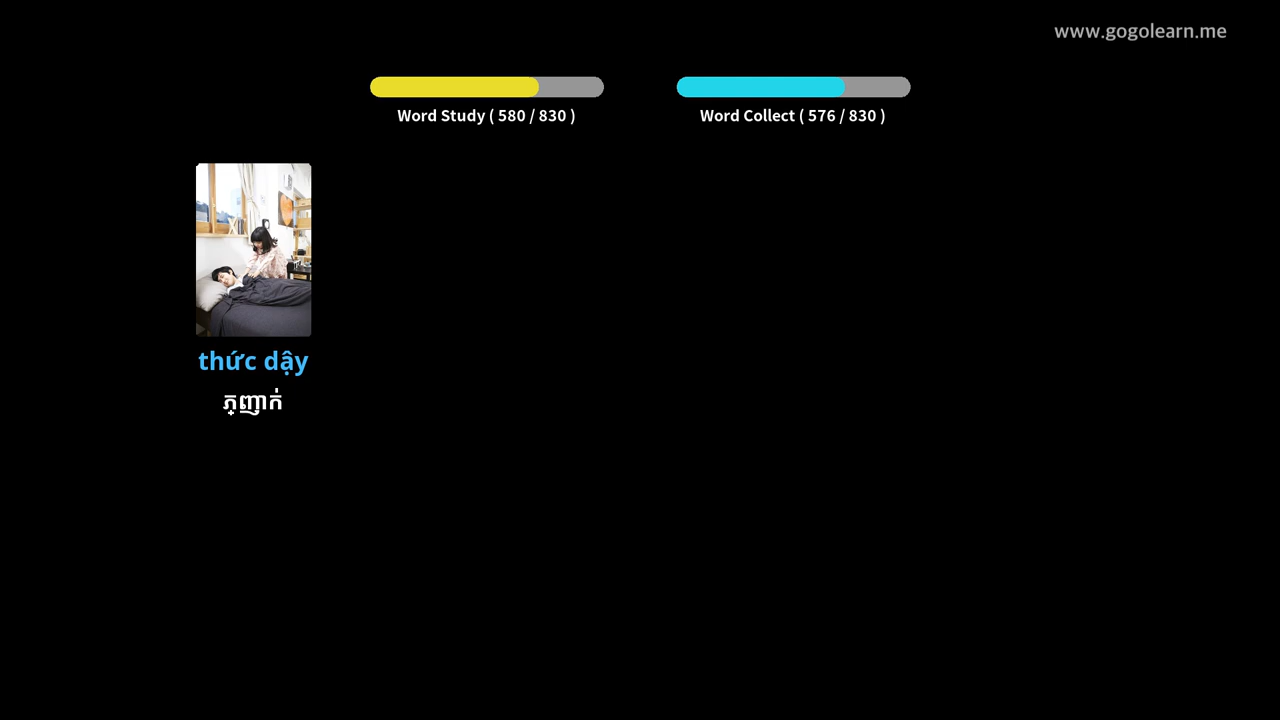 www.gogolearn.me
Word Study ( 580 / 830 )
Word Collect ( 576 / 830 )
thức dậy
ភ្ញាក់